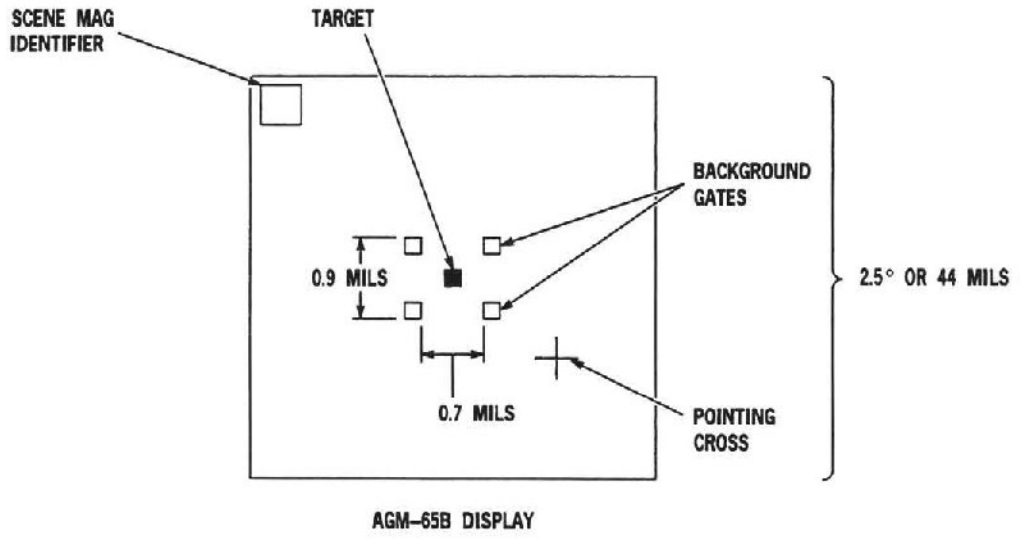 SCENE MAG
IDENTIFIER
TARGET
BACKGROUND
GATES
0.9 MILS
2.5° OR 44 MILS
0.7 MILS
POINTING
CROSS
AGM–65B DISPLAY